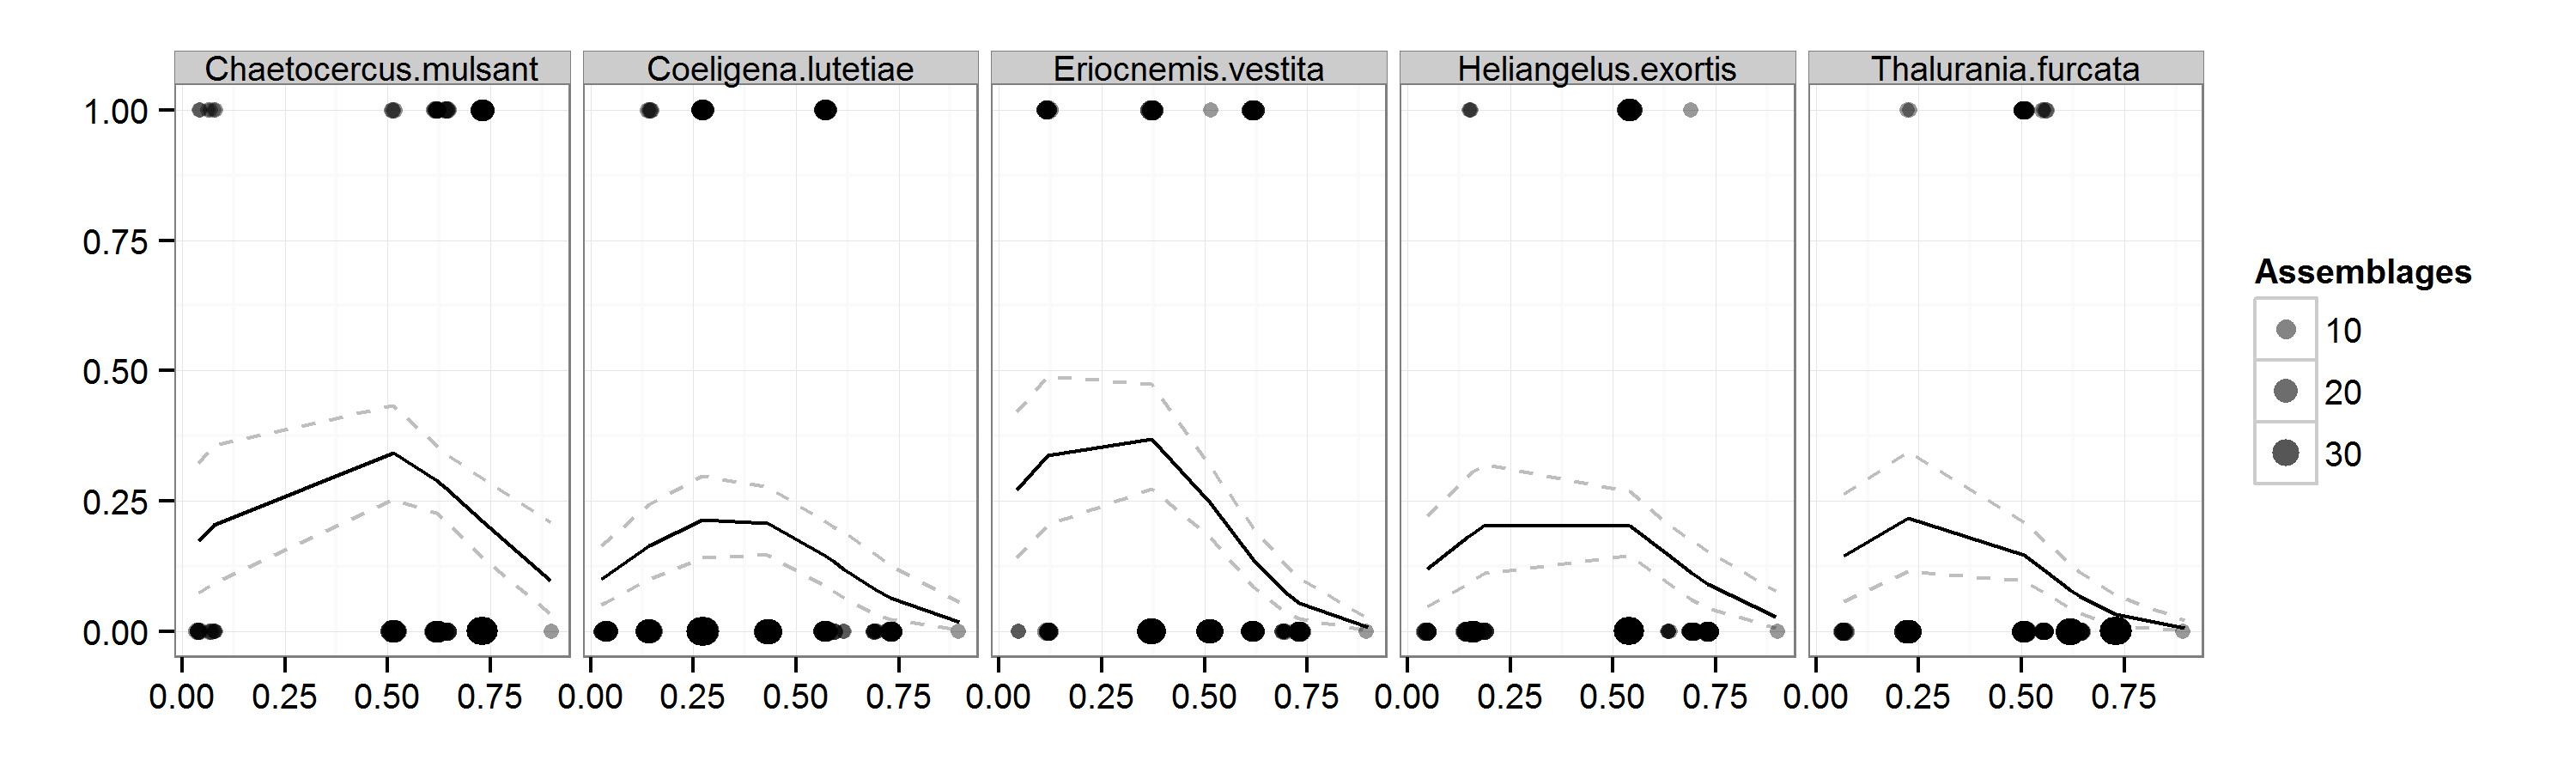 Chaetocercus.mulsant Coeligena.lutetiae Eriocnemis.vestita Heliangelus.exortis Thalurania.furcata
1.00
0.75
0.50
0.25
0.00
0.00 0.25 0.50 0.75 0.00 0.25 0.50 0.75 0.00 0.25 0.50 0.75 0.00 0.25 0.50 0.75 0.00 0.25 0.50 0.75
Assemblages
10
20
30